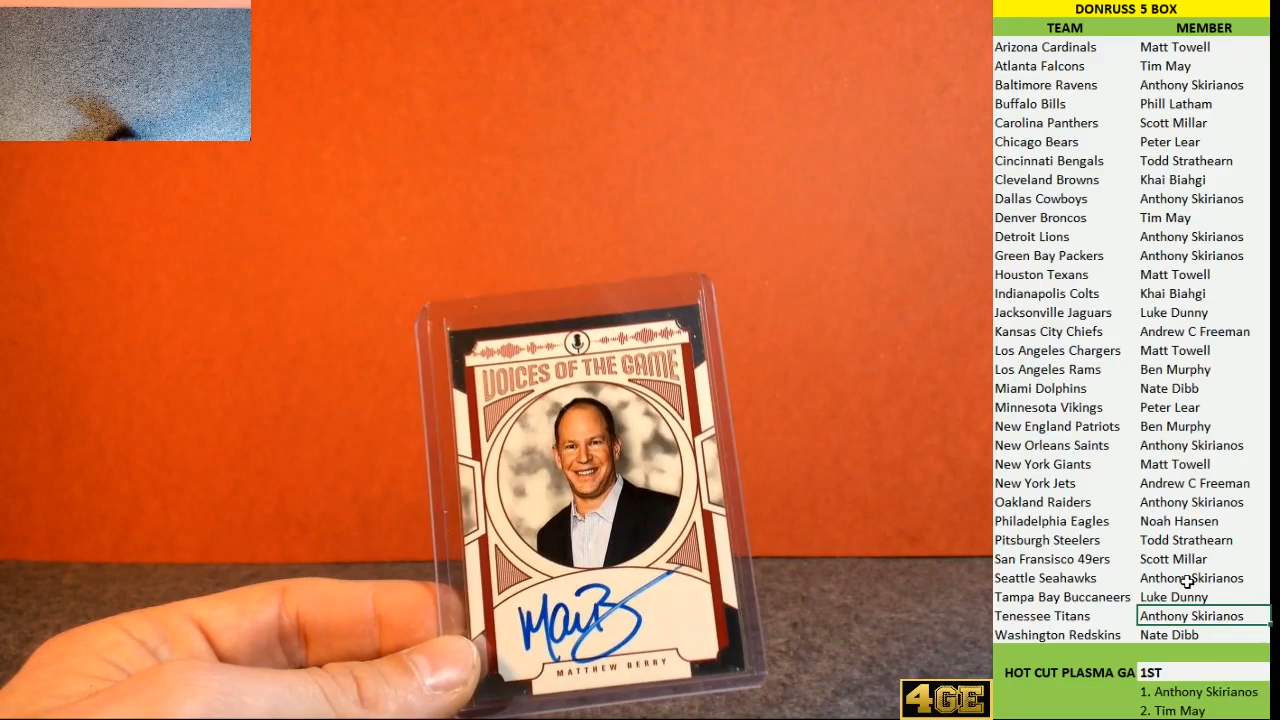 DONRUSS 5 BOX
TEAM MEMBER
Arizona Cardinals Matt Towell
Atlanta Falcons Tim May
Baltimore Ravens Anthony Skirianos
Buffalo Bills Phill Latham
Carolina Panthers Scott Millar
Chicago Bears Peter Lear
Cincinnati Bengals Todd Strathearn
Cleveland Browns Khai Biahgi
Dallas Cowboys Anthony Skirianos
Denver Broncos Tim May
Detroit Lions Anthony Skirianos
Green Bay Packers Anthony Skirianos
Houston Texans Matt Towell
Indianapolis Colts Khai Biahgi
Jacksonville Jaguars Luke Dunny
Kansas City Chiefs Andrew C Freeman
Los Angeles Chargers Matt Towell
Los Angeles Rams Ben Murphy
Miami Dolphins Nate Dibb
Minnesota Vikings Peter Lear
New England Patriots Ben Murphy
New Orleans Saints Anthony Skirianos
New York Giants Matt Towell
New York Jets Andrew C Freeman
Oakland Raiders Anthony Skirianos
Philadelphia Eagles Noah Hansen
Pitsburgh Steelers Todd Strathearn
San Fransisco 49ers Scott Millar
Seattle Seahawks Anthony Skirianos
Tampa Bay Buccaneers Luke Dunny
Tenessee Titans Anthony Skirianos
Washington Redskins Nate Dibb
HOT CUT PLASMA GA 1ST
1. Anthony Skirianos
2. Tim May
VOICES OF THE GAME
MATTHEW BERRY
4GE